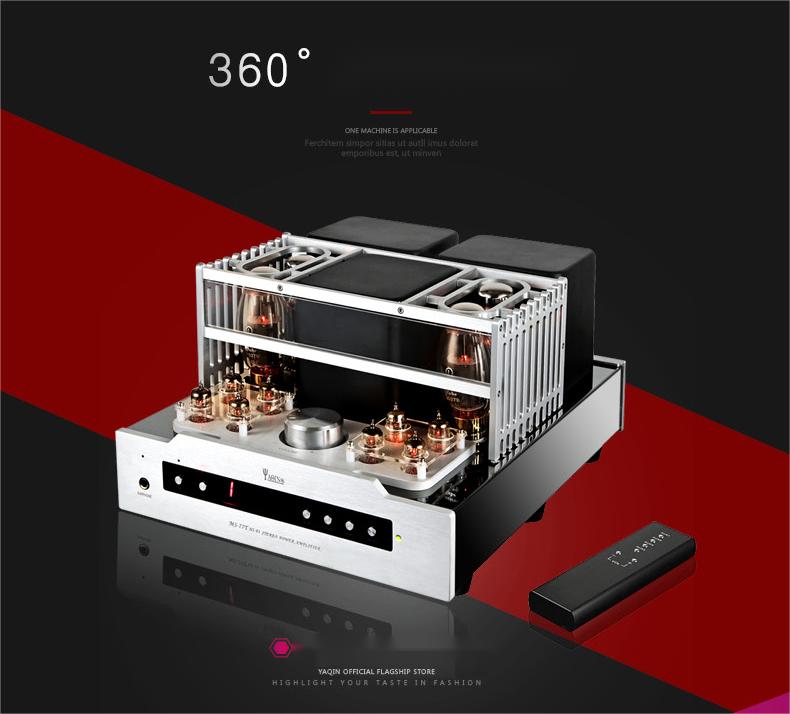 360°
ONE MACHINE IS APPLICABLE
Ferchitem simpor sitias ut autll imus dolorat
emporibus est, ut minven
YAQIN
MS-77T HI-FI STEREO POWER AMPLIFIER
YAQIN OFFICIAL FLAGSHIP STORE
HIGHLIGHT YOUR TASTE IN FASHION